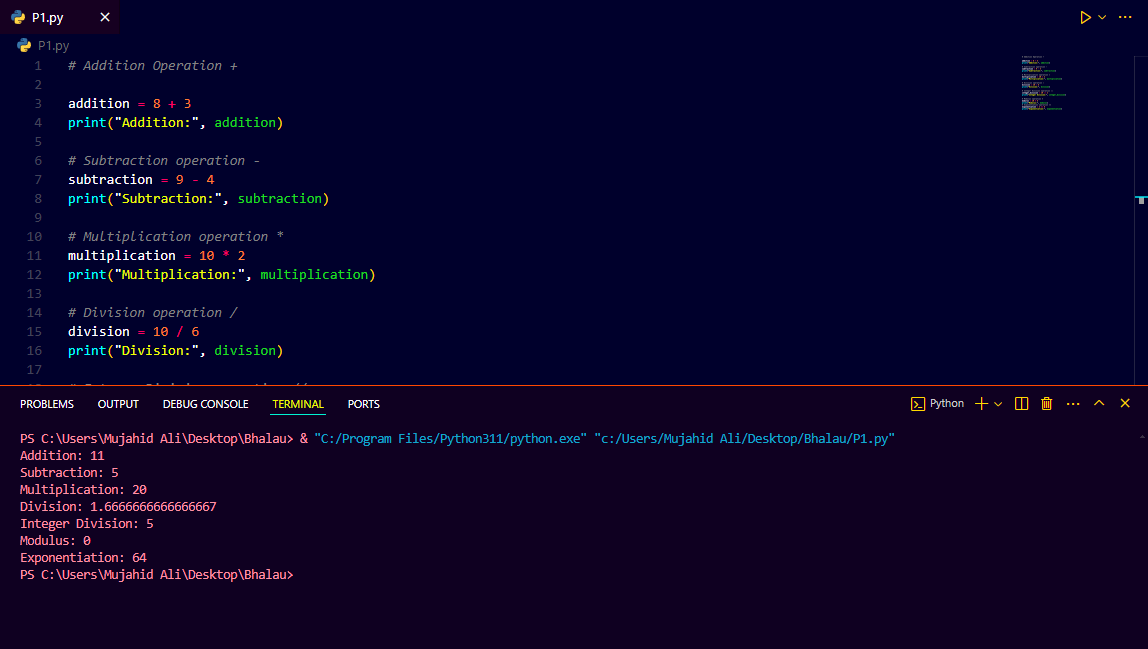 P1.py
P1.py
1 # Addition Operation +
2
3 addition = 8 + 3
4 print("Addition:", addition)
5
6 # Subtraction operation -
7 subtraction = 9 - 4
8 print("Subtraction:", subtraction)
9
10 # Multiplication operation *
11 multiplication = 10 * 2
12 print("Multiplication:", multiplication)
13
14 # Division operation /
15 division = 10 / 6
16 print("Division:", division)
17
PROBLEMS OUTPUT DEBUG CONSOLE TERMINAL PORTS Python
PS C:\Users\Mujahid Ali\Desktop\Bhalau> & "C:/Program Files/Python311/python.exe" "c:/Users/Mujahid Ali/Desktop/Bhalau/P1.py"
Addition: 11
Subtraction: 5
Multiplication: 20
Division: 1.6666666666666667
Integer Division: 5
Modulus: 0
Exponentiation: 64
PS C:\Users\Mujahid Ali\Desktop\Bhalau>